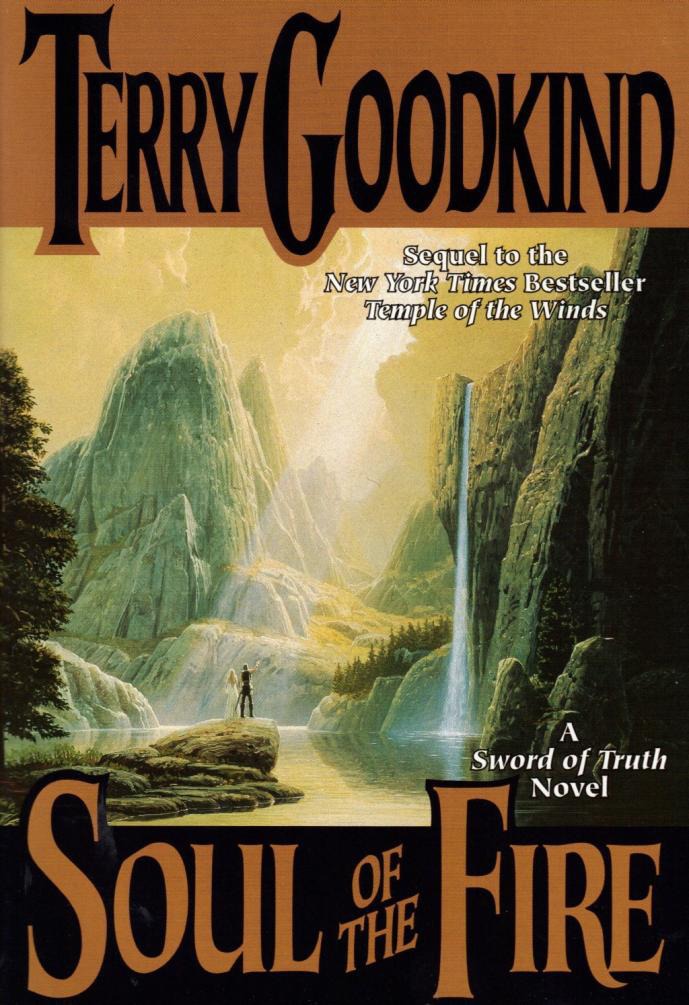 TERRY GOODKIND
Sequel to the
New York Times Bestseller
Temple of the Winds
A
Sword of Truth
Novel
SOUL OF THE FIRE